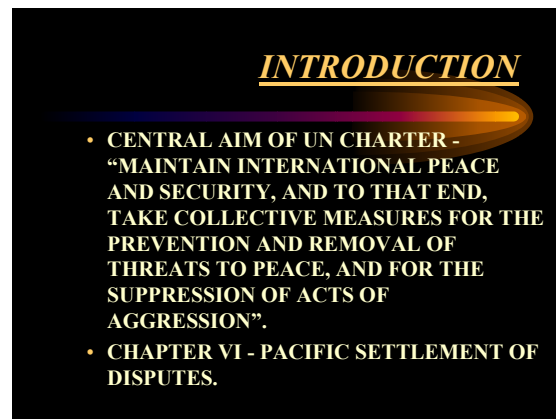 INTRODUCTION
• CENTRAL AIM OF UN CHARTER -
“MAINTAIN INTERNATIONAL PEACE
AND SECURITY, AND TO THAT END,
TAKE COLLECTIVE MEASURES FOR THE
PREVENTION AND REMOVAL OF
THREATS TO PEACE, AND FOR THE
SUPPRESSION OF ACTS OF
AGGRESSION”.
• CHAPTER VI - PACIFIC SETTLEMENT OF
DISPUTES.